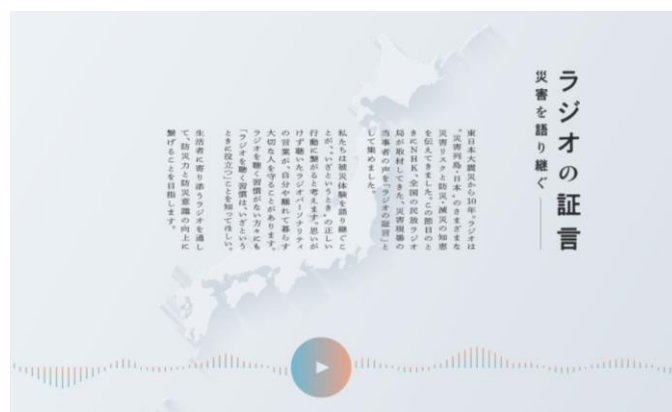 ラジオの証言
災害を語り継ぐ
東日本大震災から10年。ラジオは
、災害列島・日本、のさまざまな
災害リスクと防災・減災の知恵
を伝えてきました。この節目のと
きにNHK、全国の民放ラジオ
局が取材してきた、災害現場の
当事者の声を「ラジオの証言」と
して集めました。
私たちは被災体験を語り継ぐこ
とが、“いざというとき”の正しい
行動に繋がると考えます。思いが
けず聴いたラジオパーソナリティ
の言葉が、自分や離れて暮らす
大切な人を守ることがあります。
ラジオを聴く習慣がない方々にも
「ラジオを聴く習慣は、いざという
ときに役立つ」ことを知ってほしい。
生活者に寄り添うラジオを通し
て、防災力と防災意識の向上に
繋げることを目指します。